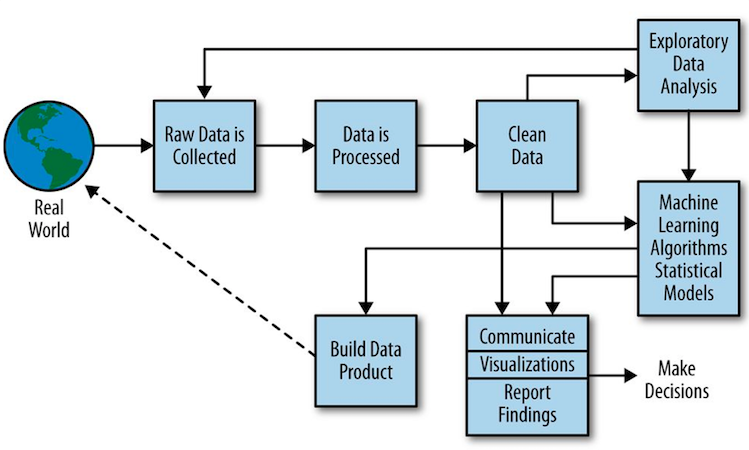 Exploratory
Data
Analysis
Raw Data is
Collected
Data is
Processed
Clean
Data
Real
World
Machine
Learning
Algorithms
Statistical
Models
Build Data
Product
Communicate
Visualizations
Report
Findings
Make
Decisions